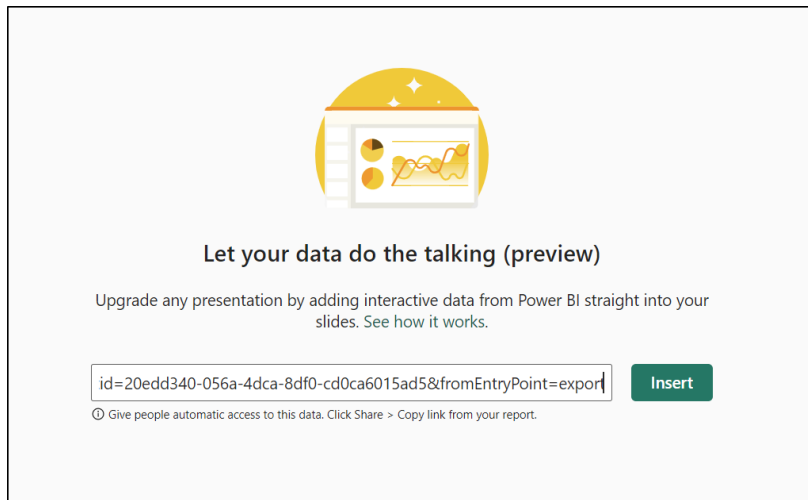 Let your data do the talking (preview)
Upgrade any presentation by adding interactive data from Power BI straight into your
slides. See how it works.
id=20edd340-056a-4dca-8df0-cd0ca6015ad5&fromEntryPoint=export
Insert
Give people automatic access to this data. Click Share > Copy link from your report.